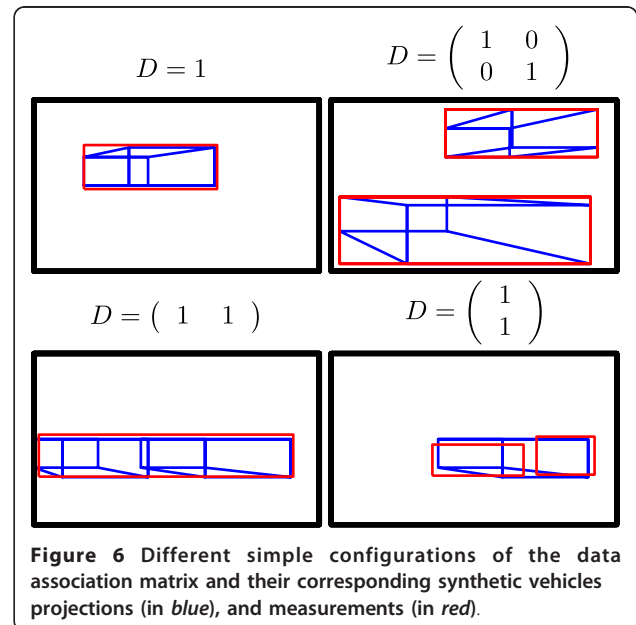 D = 1
D = ( 1 0
0 1 )
D = ( 1 1 )
D = ( 1
1 )
Figure 6 Different simple configurations of the data
association matrix and their corresponding synthetic vehicles
projections (in blue), and measurements (in red).